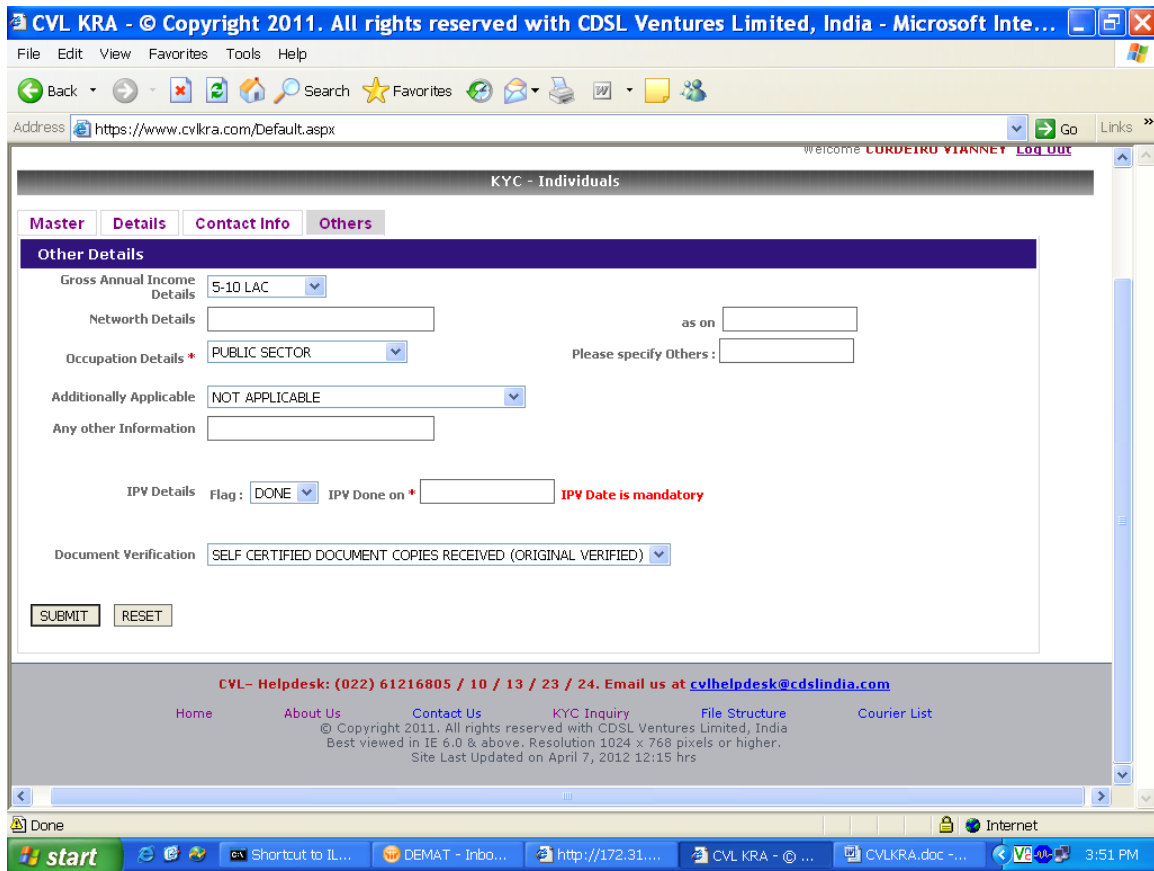 CVL KRA - © Copyright 2011. All rights reserved with CDSL Ventures Limited, India - Microsoft Inte...
File Edit View Favorites Tools Help
Back Search Favorites
Address https://www.cvlkra.com/Default.aspx Go Links »
Welcome CORDEIRO VIANNEY Log Out
KYC - Individuals
Master Details Contact Info Others
Other Details
Gross Annual Income Details 5-10 LAC
Networth Details as on
Occupation Details * PUBLIC SECTOR Please specify Others :
Additionally Applicable NOT APPLICABLE
Any other Information
IPV Details Flag : DONE IPV Done on * IPV Date is mandatory
Document Verification SELF CERTIFIED DOCUMENT COPIES RECEIVED (ORIGINAL VERIFIED)
SUBMIT RESET
CVL– Helpdesk: (022) 61216805 / 10 / 13 / 23 / 24. Email us at cvlhelpdesk@cdslindia.com
Home About Us Contact Us KYC Inquiry File Structure Courier List
© Copyright 2011. All rights reserved with CDSL Ventures Limited, India
Best viewed in IE 6.0 & above. Resolution 1024 x 768 pixels or higher.
Site Last Updated on April 7, 2012 12:15 hrs
Done Internet
start Shortcut to IL... DEMAT - Inbo... http://172.31.... CVL KRA - © ... CVLKRA.doc -... 3:51 PM